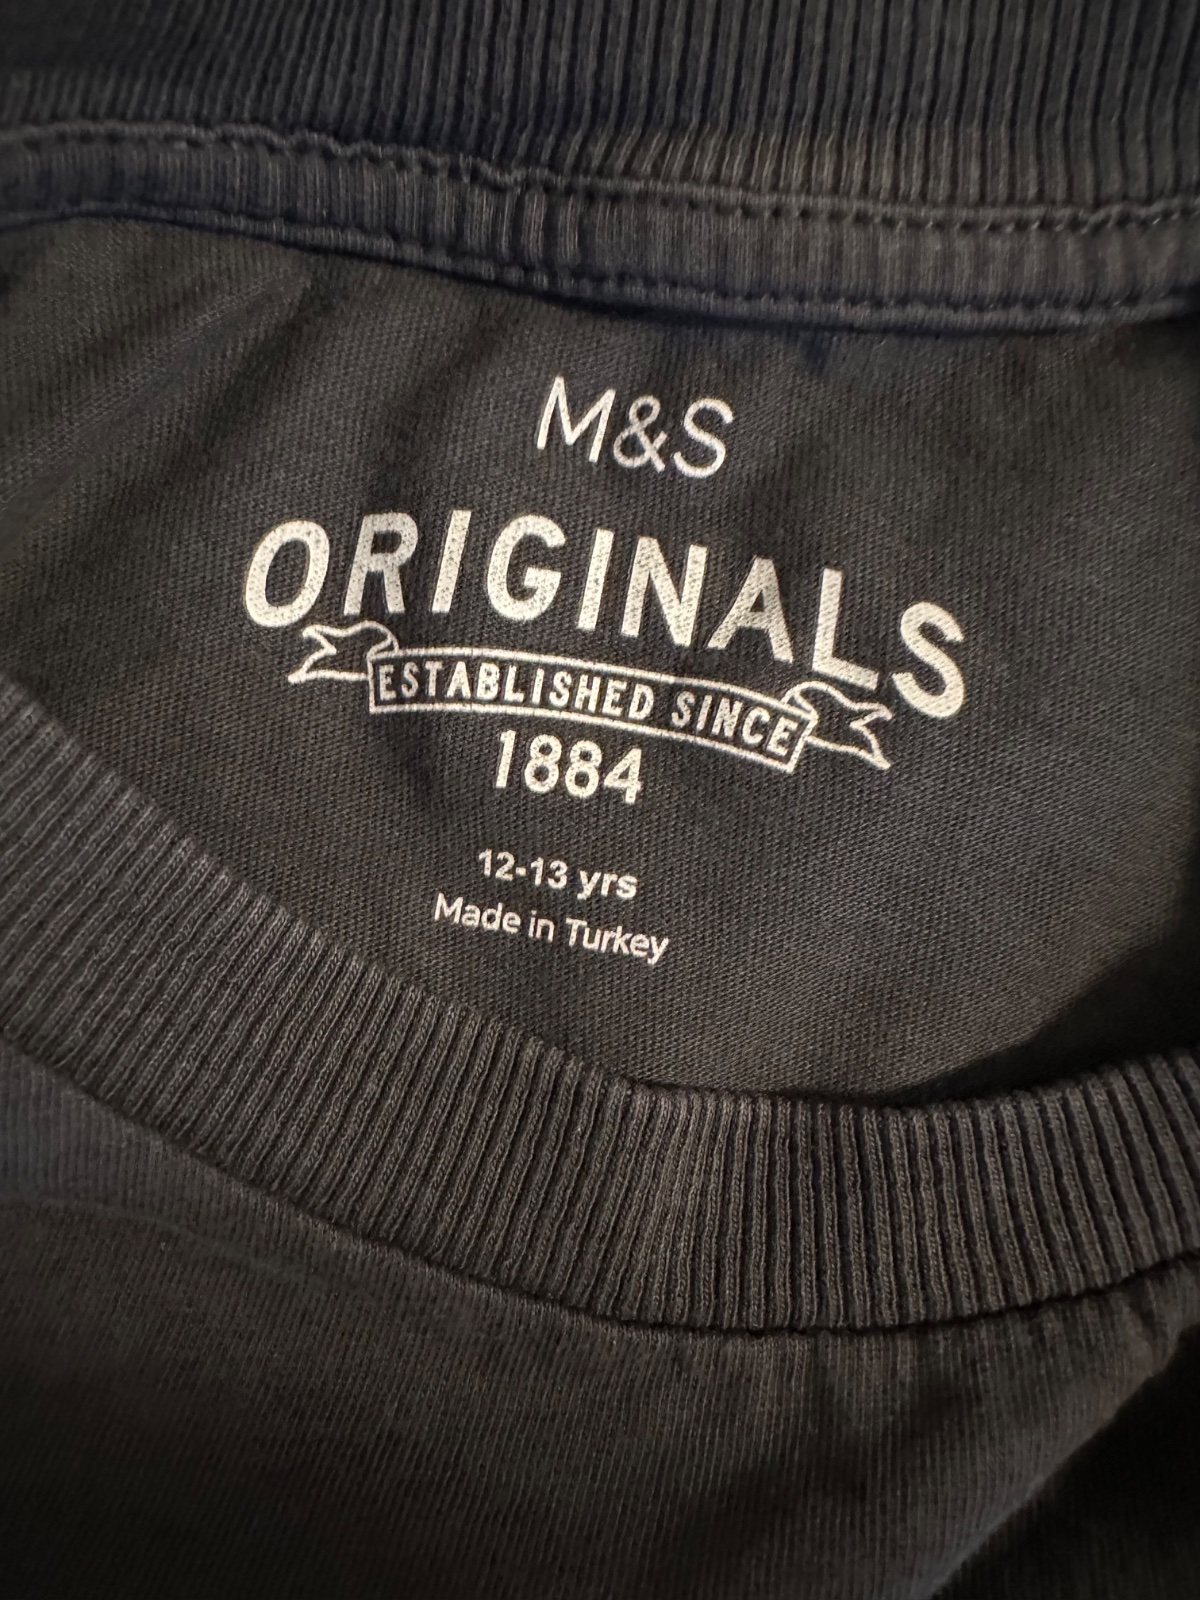 M&S
ORIGINALS
ESTABLISHED SINCE
1884
12-13 yrs
Made in Turkey